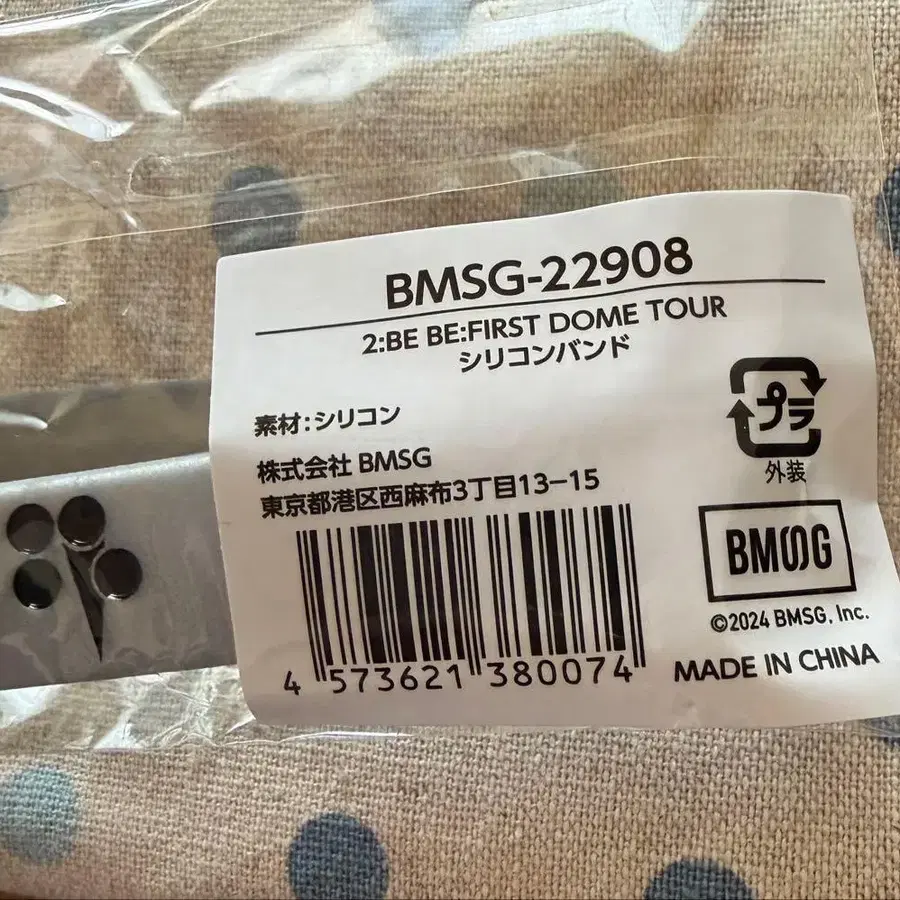 BMSG-22908
2:BE BE:FIRST DOME TOUR
シリコンバンド
素材:シリコン
株式会社 BMSG
東京都港区西麻布3丁目13-15
プラ
外装
BMSG
©2024 BMSG, Inc.
MADE IN CHINA
4 573621 380074